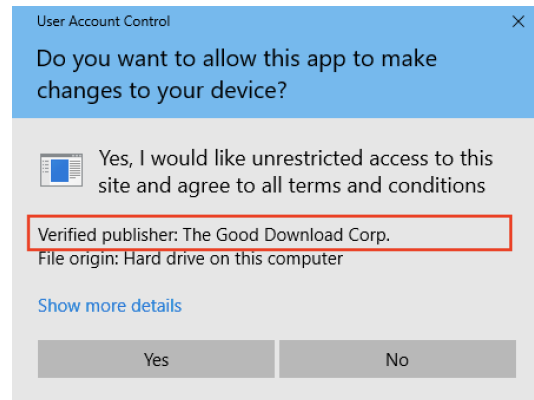 User Account Control
Do you want to allow this app to make
changes to your device?
Yes, I would like unrestricted access to this
site and agree to all terms and conditions
Verified publisher: The Good Download Corp.
File origin: Hard drive on this computer
Show more details
Yes
No